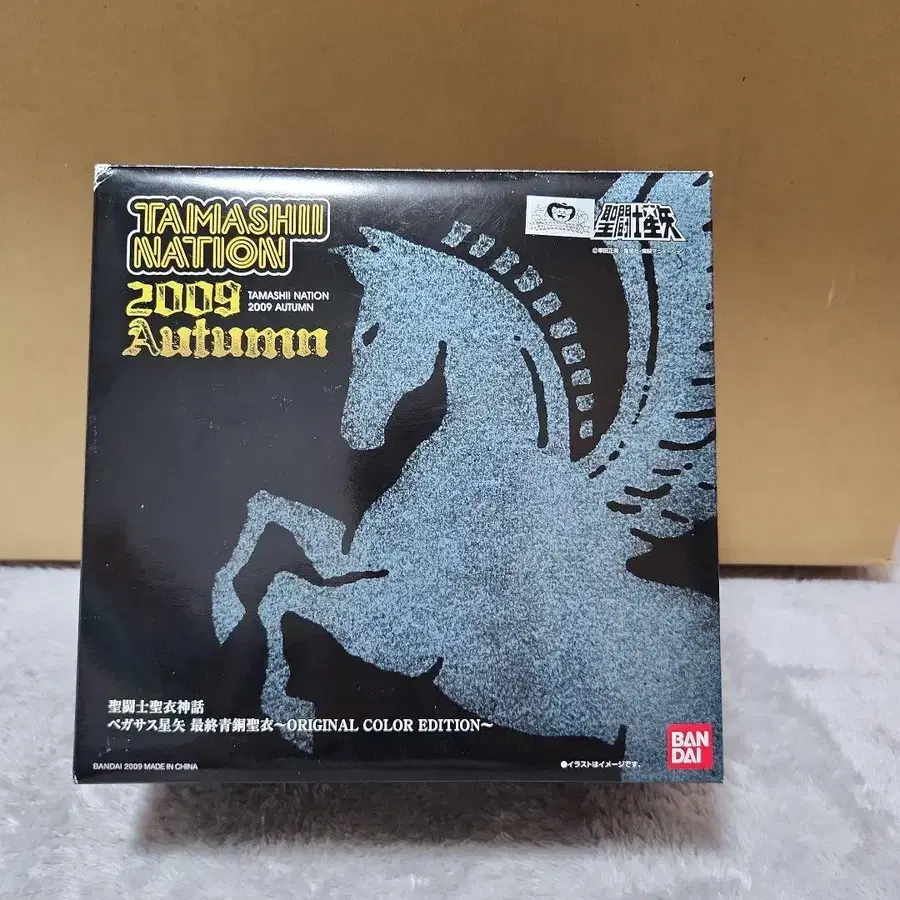 TAMASHII
NATION
2009
TAMASHII NATION
2009 AUTUMN
Autumn
聖闘士星矢
聖闘士聖衣神話
ペガサス星矢 最終青銅聖衣～ORIGINAL COLOR EDITION～
BANDAI 2009 MADE IN CHINA
●イラストはイメージです。
BAN
DAI